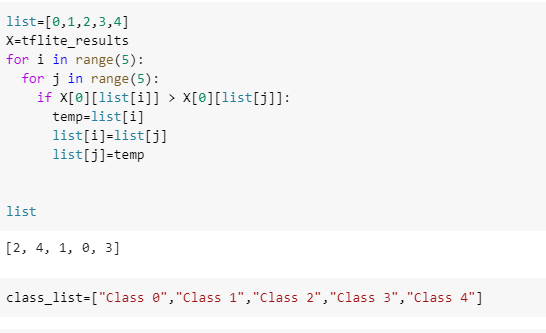 list=[0,1,2,3,4]
X=tflite_results
for i in range(5):
  for j in range(5):
    if X[0][list[i]] > X[0][list[j]]:
      temp=list[i]
      list[i]=list[j]
      list[j]=temp
list
[2, 4, 1, 0, 3]
class_list=["Class 0","Class 1","Class 2","Class 3","Class 4"]